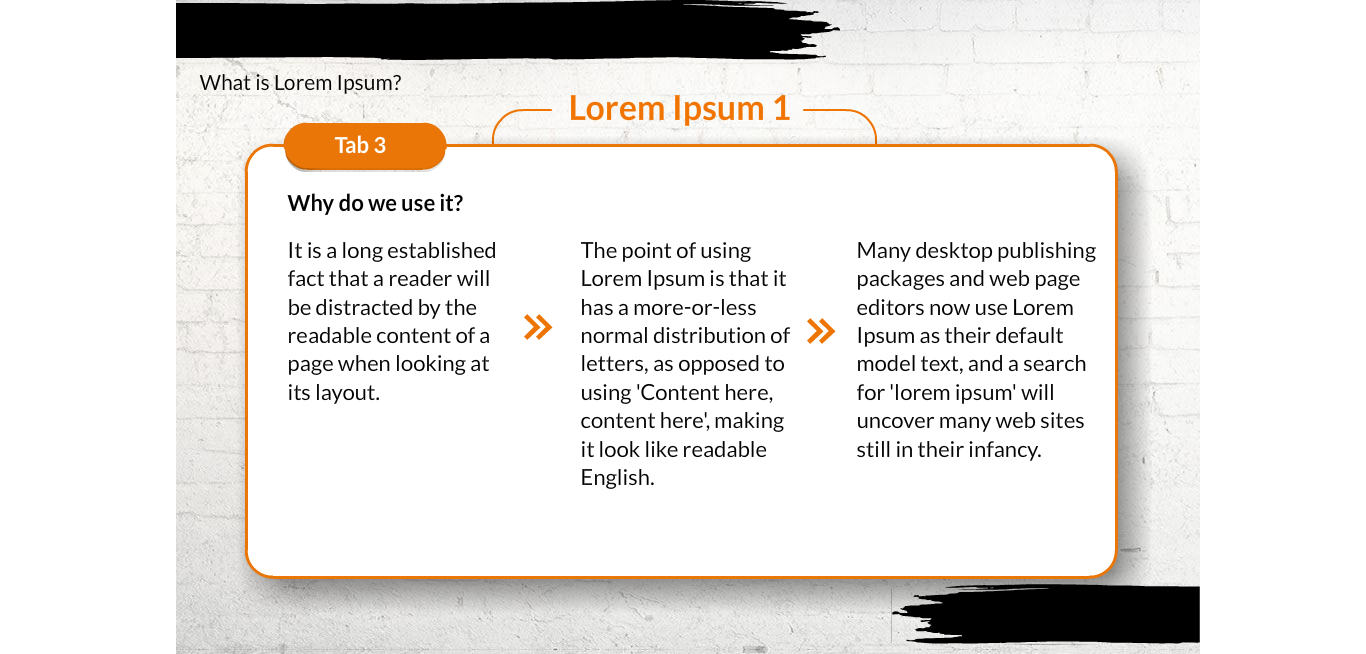 What is Lorem Ipsum?
Lorem Ipsum 1
Tab 3
Why do we use it?
It is a long established
fact that a reader will
be distracted by the
readable content of a
page when looking at
its layout.
The point of using
Lorem Ipsum is that it
has a more-or-less
normal distribution of
letters, as opposed to
using 'Content here,
content here', making
it look like readable
English.
Many desktop publishing
packages and web page
editors now use Lorem
Ipsum as their default
model text, and a search
for 'lorem ipsum' will
uncover many web sites
still in their infancy.